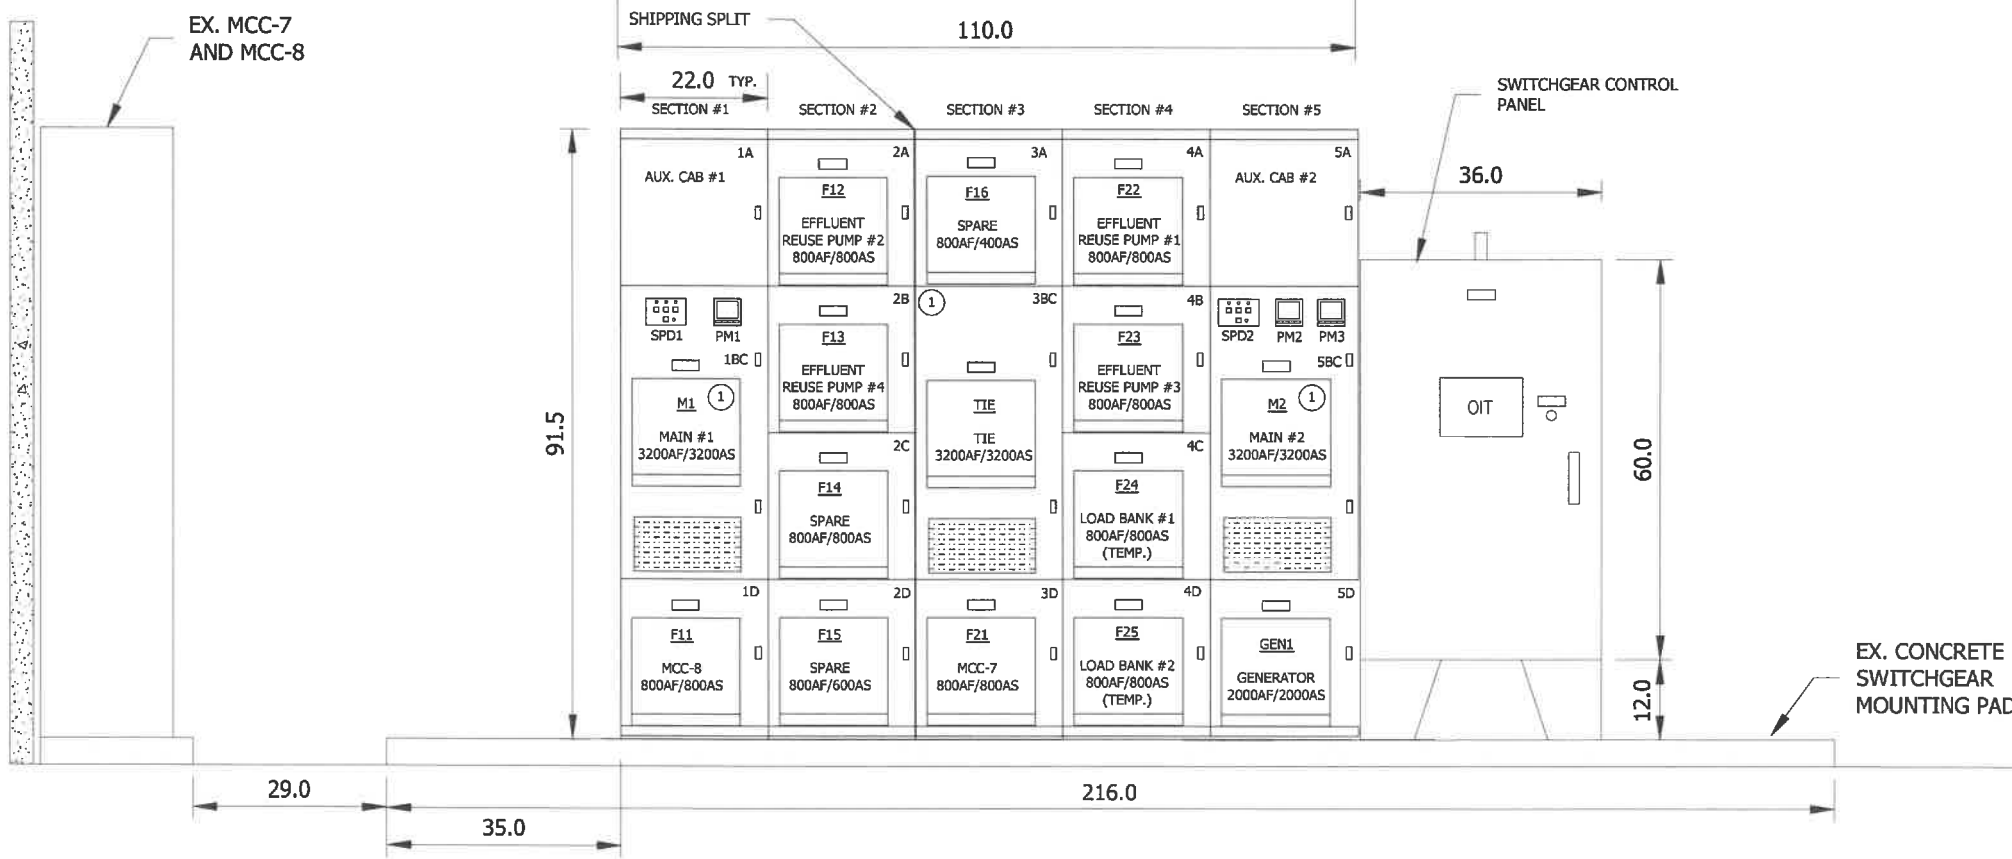 EX. MCC-7
AND MCC-8
SHIPPING SPLIT
110.0
22.0 TYP.
SECTION #1
SECTION #2
SECTION #3
SECTION #4
SECTION #5
SWITCHGEAR CONTROL
PANEL
36.0
91.5
60.0
12.0
1A
AUX. CAB #1
2A
F12
EFFLUENT
REUSE PUMP #2
800AF/800AS
3A
F16
SPARE
800AF/400AS
4A
F22
EFFLUENT
REUSE PUMP #1
800AF/800AS
5A
AUX. CAB #2
SPD1
PM1
1BC
M1
1
MAIN #1
3200AF/3200AS
2B
F13
EFFLUENT
REUSE PUMP #4
800AF/800AS
1
3BC
TIE
TIE
3200AF/3200AS
4B
F23
EFFLUENT
REUSE PUMP #3
800AF/800AS
SPD2
PM2
PM3
5BC
M2
1
MAIN #2
3200AF/3200AS
OIT
2C
F14
SPARE
800AF/800AS
4C
F24
LOAD BANK #1
800AF/800AS
(TEMP.)
1D
F11
MCC-8
800AF/800AS
2D
F15
SPARE
800AF/600AS
3D
F21
MCC-7
800AF/800AS
4D
F25
LOAD BANK #2
800AF/800AS
(TEMP.)
5D
GEN1
GENERATOR
2000AF/2000AS
EX. CONCRETE
SWITCHGEAR
MOUNTING PAD
29.0
216.0
35.0